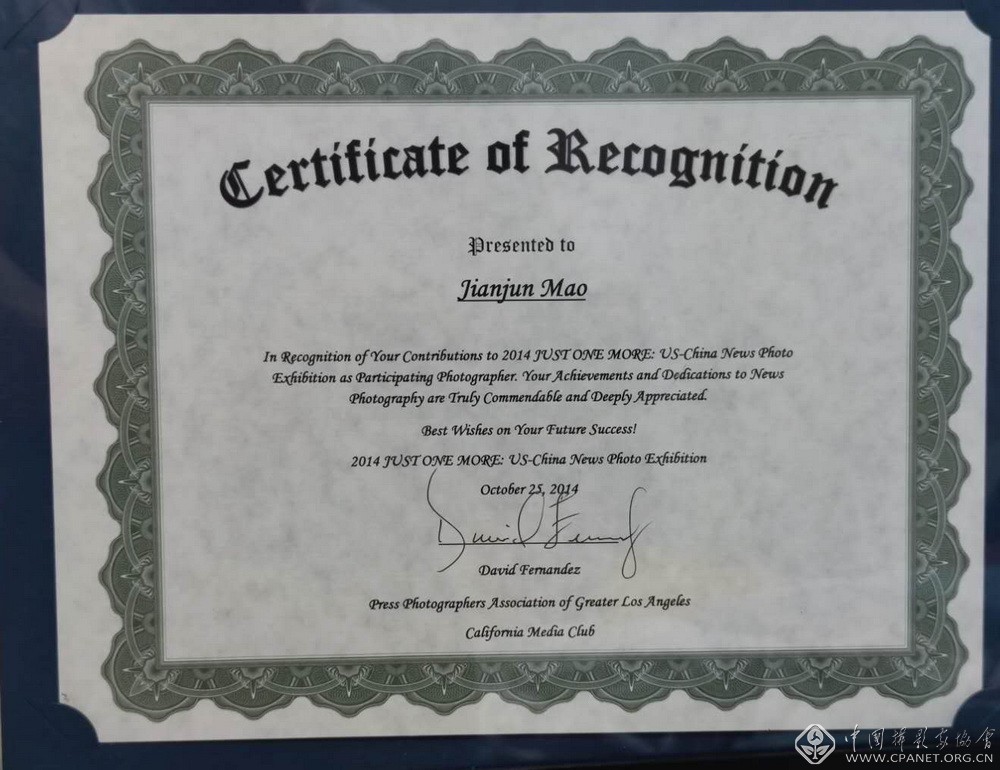 Certificate of Recognition
Presented to
Jianjun Mao
In Recognition of Your Contributions to 2014 JUST ONE MORE: US-China News Photo
Exhibition as Participating Photographer. Your Achievements and Dedications to News
Photography are Truly Commendable and Deeply Appreciated.
Best Wishes on Your Future Success!
2014 JUST ONE MORE: US-China News Photo Exhibition
October 25, 2014
David Fernandez
Press Photographers Association of Greater Los Angeles
California Media Club
中国摄影家协会
WWW.CPANET.ORG.CN